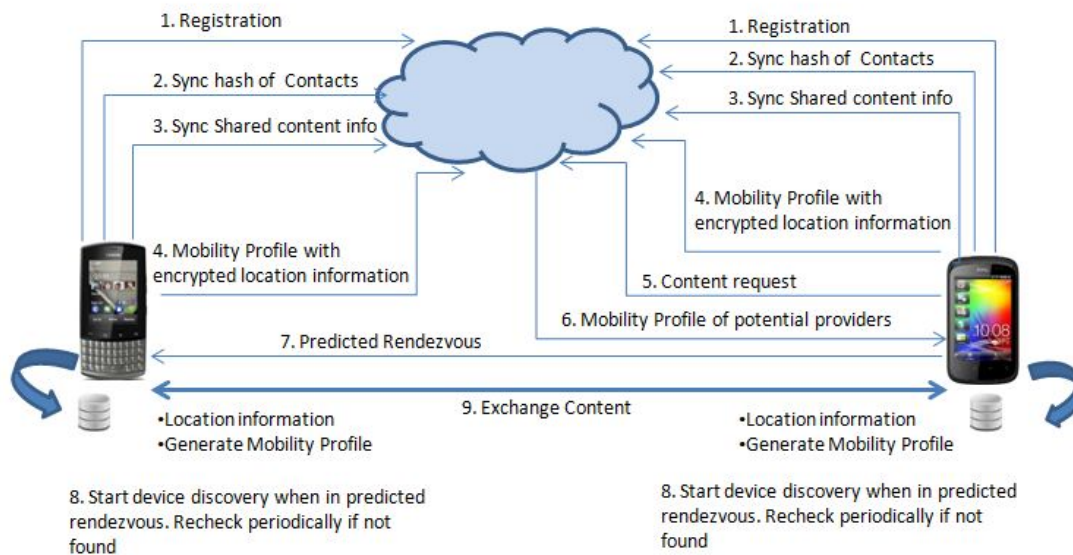 1. Registration
2. Sync hash of Contacts
3. Sync Shared content info
4. Mobility Profile with
encrypted location information
1. Registration
2. Sync hash of Contacts
3. Sync Shared content info
4. Mobility Profile with
encrypted location information
5. Content request
6. Mobility Profile of potential providers
7. Predicted Rendezvous
9. Exchange Content
•Location information
•Generate Mobility Profile
•Location information
•Generate Mobility Profile
8. Start device discovery when in predicted
rendezvous. Recheck periodically if not
found
8. Start device discovery when in predicted
rendezvous. Recheck periodically if not
found
10:08